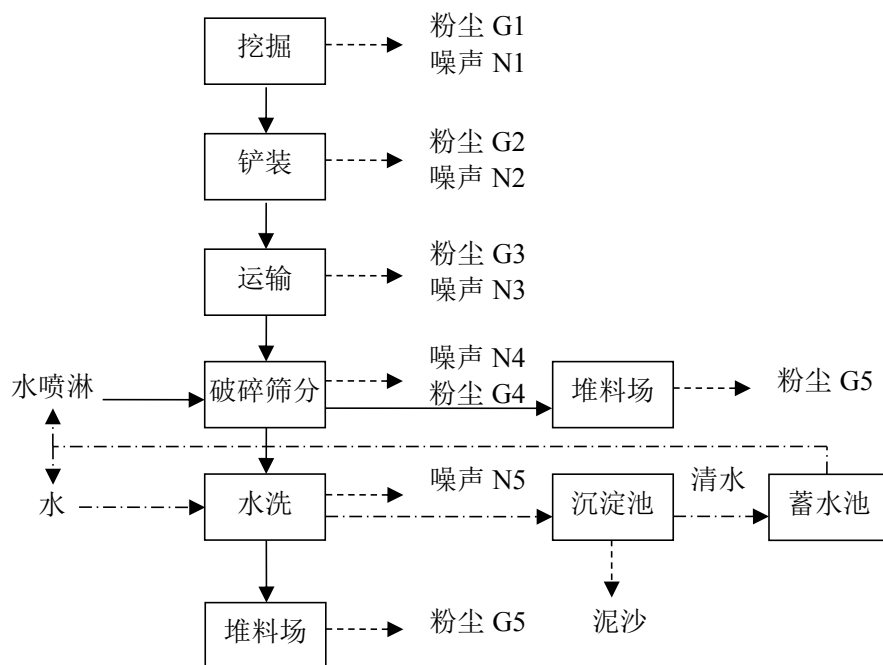 挖掘
粉尘 G1
噪声 N1
铲装
粉尘 G2
噪声 N2
运输
粉尘 G3
噪声 N3
水喷淋
破碎筛分
噪声 N4
粉尘 G4
堆料场
粉尘 G5
水
水洗
噪声 N5
沉淀池
清水
蓄水池
堆料场
粉尘 G5
泥沙